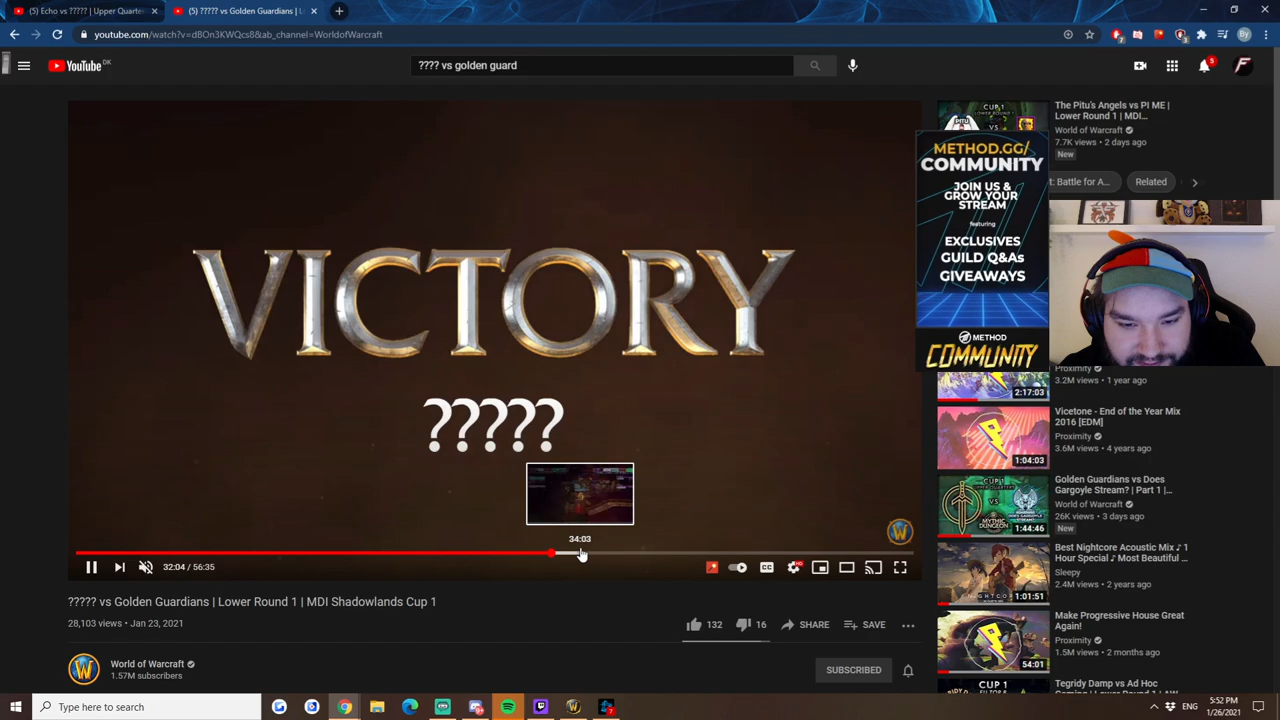 (5) Echo vs ????? | Upper Quarte
(5) ????? vs Golden Guardians | L
youtube.com/watch?v=dBOn3KWQcs8&ab_channel=WorldofWarcraft
YouTube DK
???? vs golden guard
5
VICTORY
?????
34:03
32:04 / 56:35
????? vs Golden Guardians | Lower Round 1 | MDI Shadowlands Cup 1
28,103 views • Jan 23, 2021
132
16
SHARE
SAVE
World of Warcraft
1.57M subscribers
SUBSCRIBED
The Pitu's Angels vs PI ME |
Lower Round 1 | MDI...
World of Warcraft
7.7K views • 2 days ago
New
t: Battle for A...
Related
METHOD.GG/
COMMUNITY
JOIN US &
GROW YOUR
STREAM
featuring
EXCLUSIVES
GUILD Q&As
GIVEAWAYS
METHOD
COMMUNITY
Proximity
3.2M views • 1 year ago
2:17:03
Vicetone - End of the Year Mix
2016 [EDM]
Proximity
3.6M views • 4 years ago
1:04:03
Golden Guardians vs Does
Gargoyle Stream? | Part 1 |...
World of Warcraft
26K views • 3 days ago
New
1:44:46
Best Nightcore Acoustic Mix ♪ 1
Hour Special ♪ Most Beautiful ...
Sleepy
2.4M views • 2 years ago
1:01:51
Make Progressive House Great
Again!
Proximity
1.5M views • 2 months ago
54:01
Tegridy Damp vs Ad Hoc
Type here to search
ENG
5:52 PM
1/26/2021